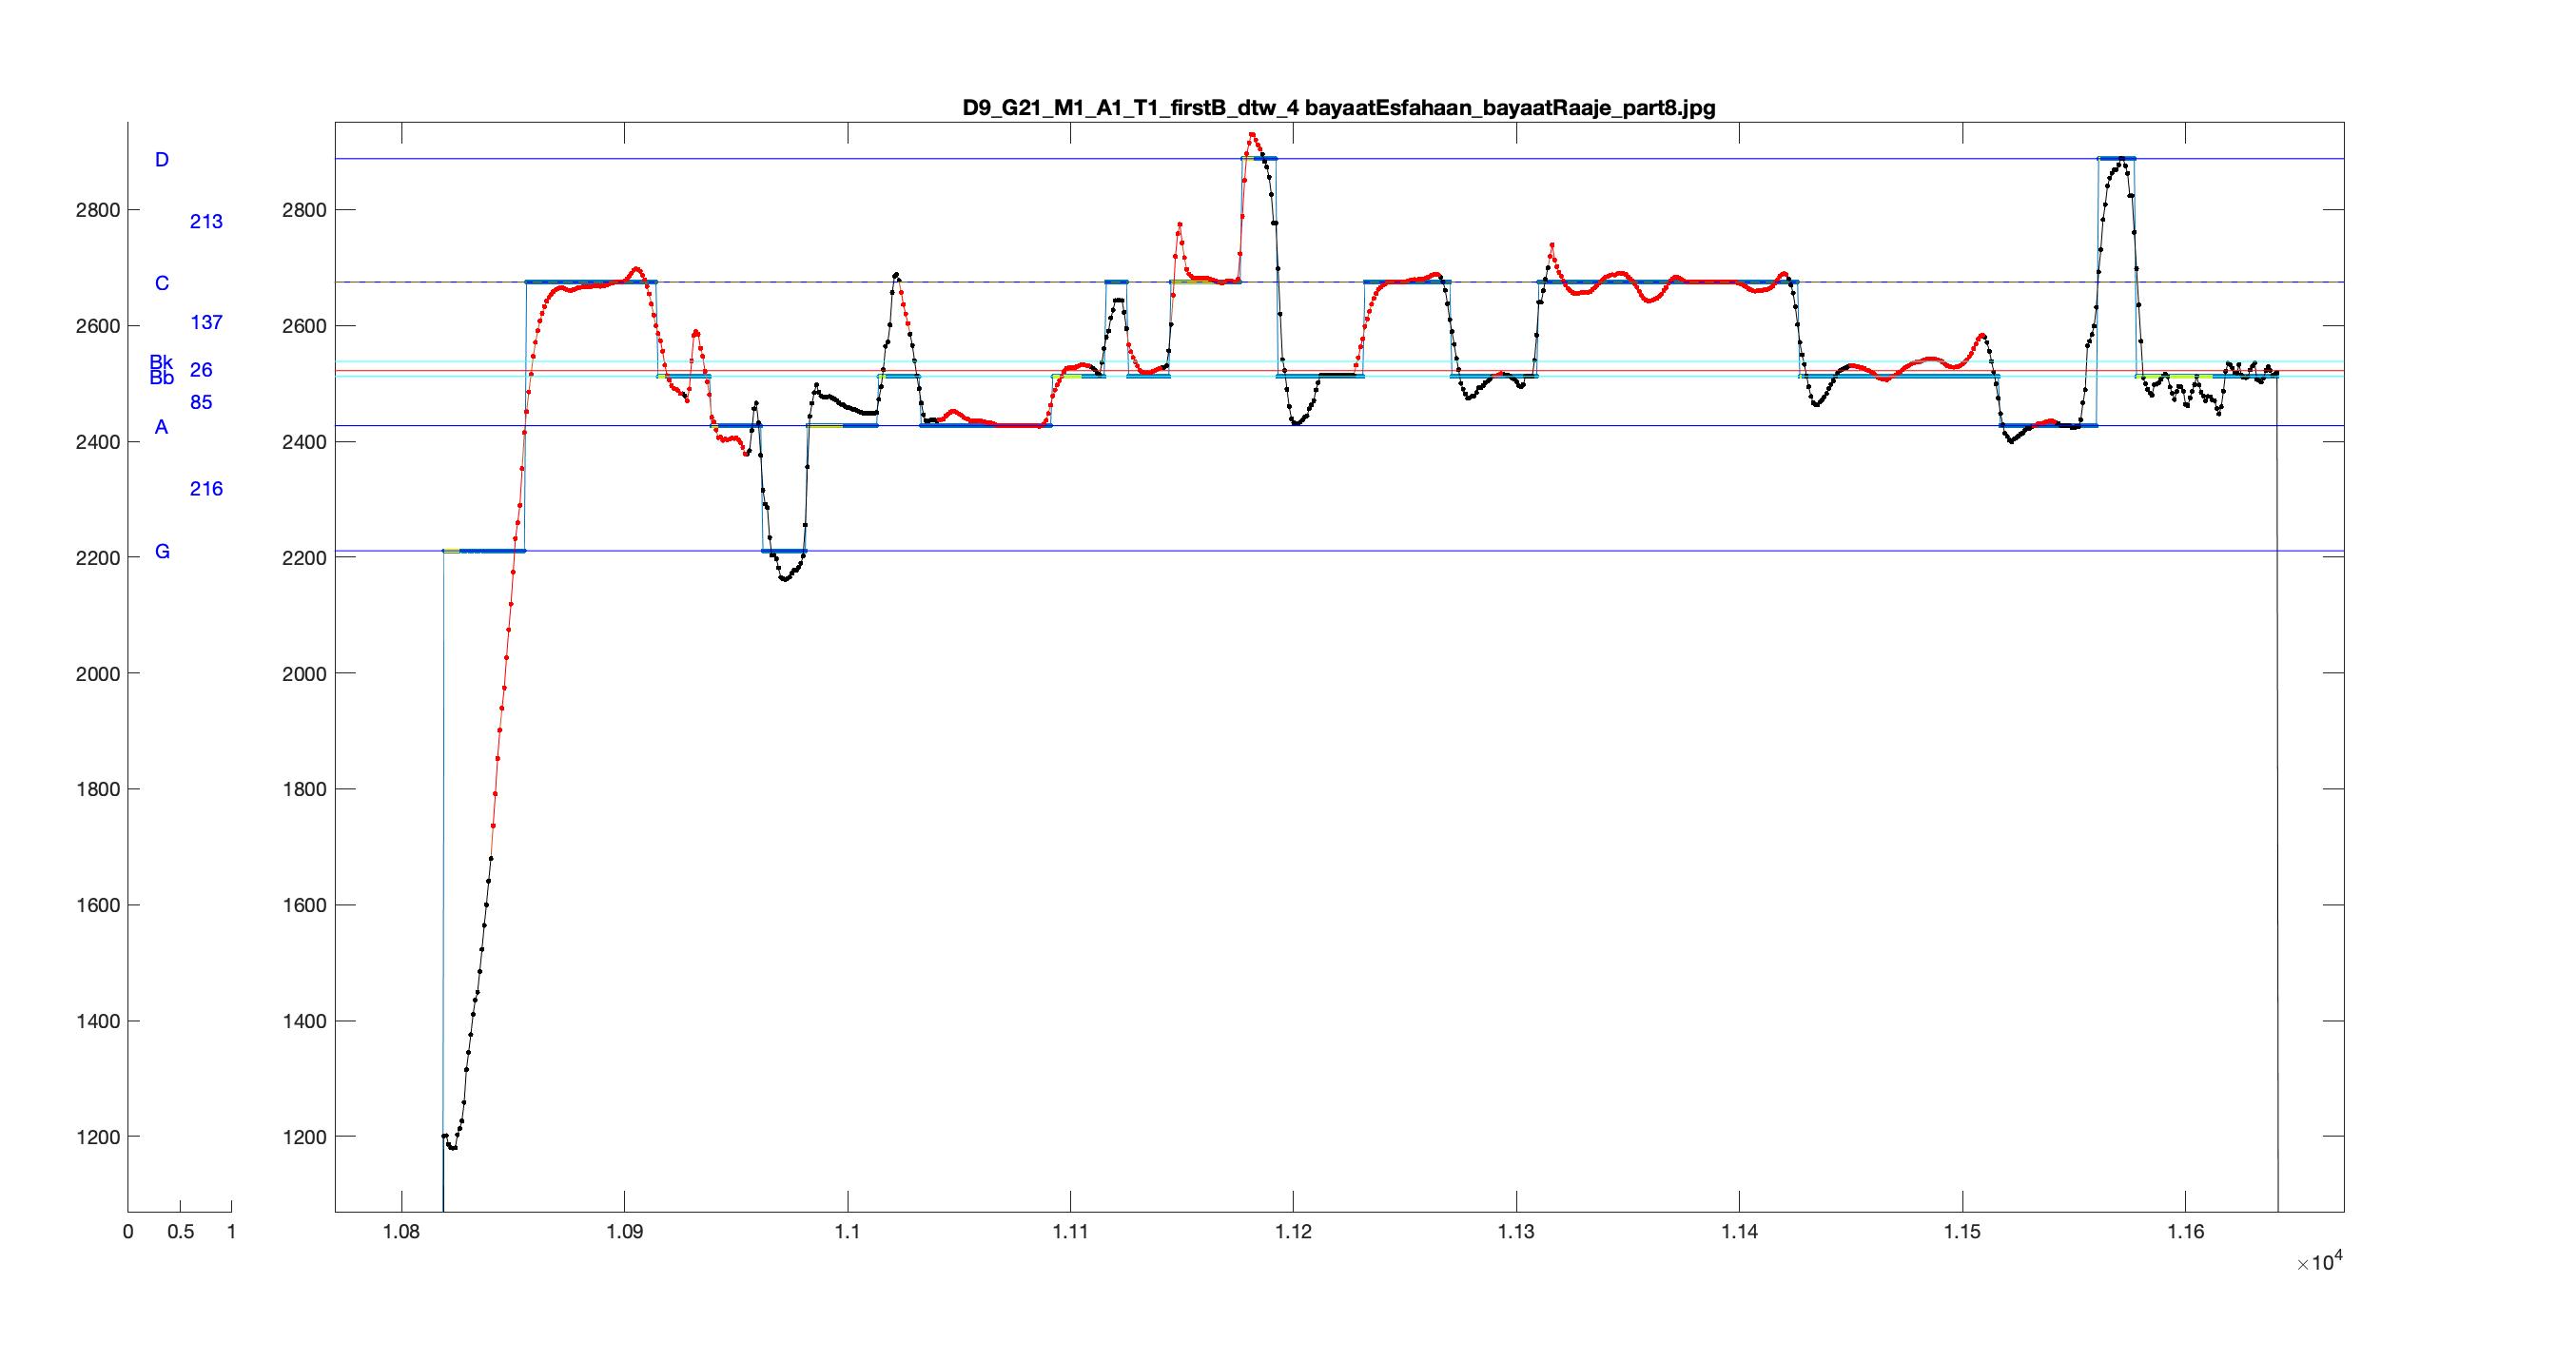 D9_G21_M1_A1_T1_firstB_dtw_4 bayaatEsfahaan_bayaatRaaje_part8.jpg
D
2800 213 2800
C
2600 137 2600
Bk
26
Bb
85
2400 A 2400
216
2200 G 2200
2000 2000
1800 1800
1600 1600
1400 1400
1200 1200
0 0.5 1 1.08 1.09 1.1 1.11 1.12 1.13 1.14 1.15 1.16
×10^4